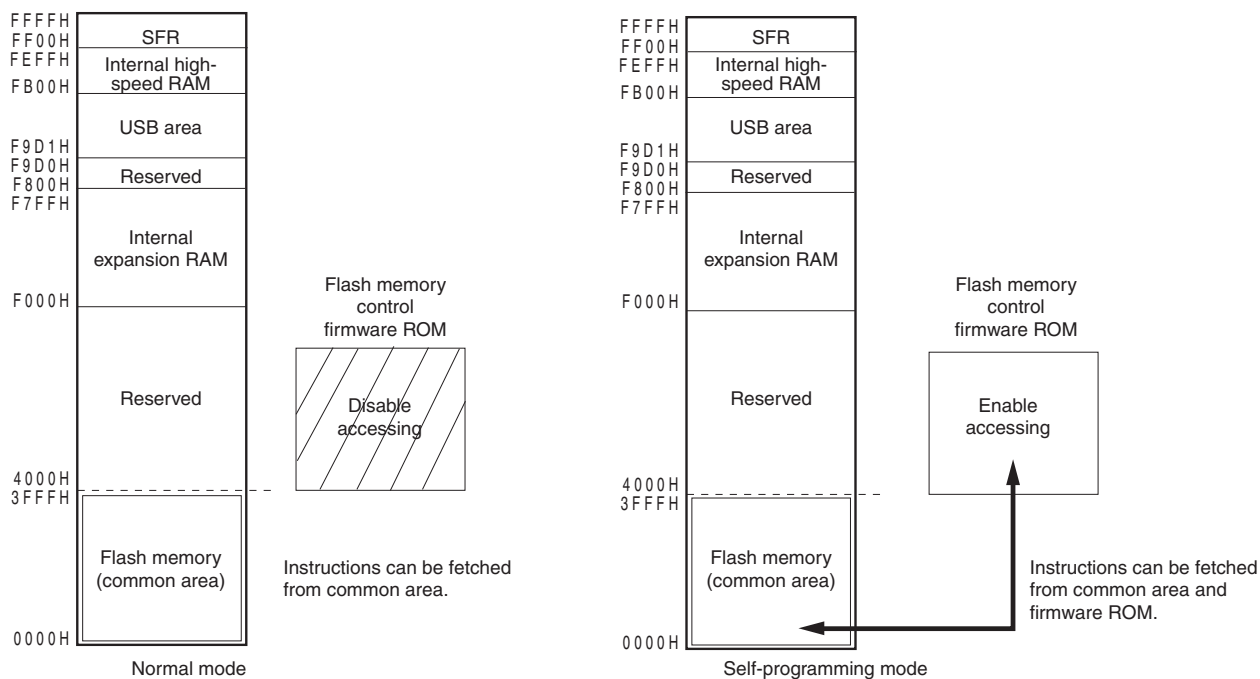 FFFFH
SFR
FF00H
FEFFH
Internal high-
speed RAM
FB00H
USB area
F9D1H
F9D0H
Reserved
F800H
F7FFH
Internal
expansion RAM
F000H
Flash memory
control
firmware ROM
Reserved
Disable
accessing
4000H
3FFFH
Flash memory
(common area)
Instructions can be fetched
from common area.
0000H
Normal mode
FFFFH
SFR
FF00H
FEFFH
Internal high-
speed RAM
FB00H
USB area
F9D1H
F9D0H
Reserved
F800H
F7FFH
Internal
expansion RAM
F000H
Flash memory
control
firmware ROM
Reserved
Enable
accessing
4000H
3FFFH
Flash memory
(common area)
Instructions can be fetched
from common area and
firmware ROM.
0000H
Self-programming mode